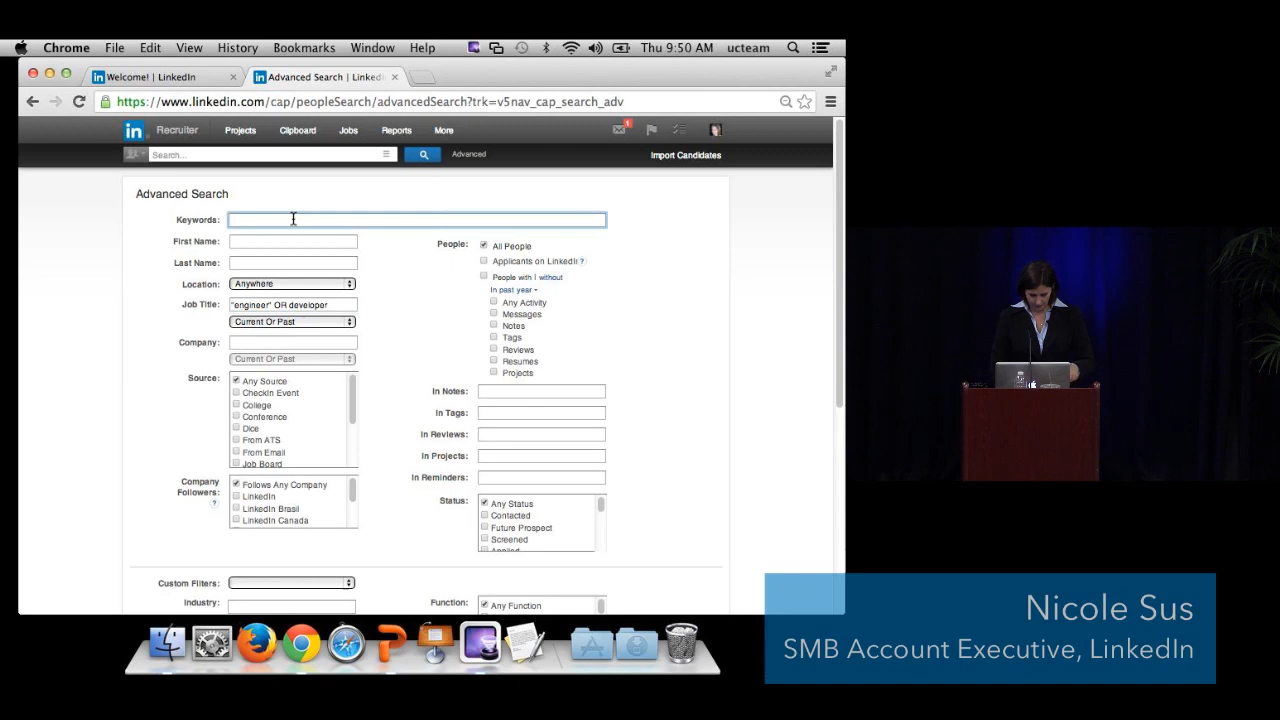 Chrome File Edit View History Bookmarks Window Help Thu 9:50 AM ucteam
Welcome! | LinkedIn
Advanced Search | Linked
https://www.linkedin.com/cap/peopleSearch/advancedSearch?trk=v5nav_cap_search_adv
in Recruiter Projects Clipboard Jobs Reports More 1
Search... Advanced Import Candidates
Advanced Search
Keywords:
First Name:
Last Name:
Location: Anywhere
Job Title: "engineer" OR developer
Current Or Past
Company:
Current Or Past
Source: Any Source
CheckIn Event
College
Conference
Dice
From ATS
From Email
Job Board
Company Followers: ?
Follows Any Company
LinkedIn
LinkedIn Brasil
LinkedIn Canada
People: All People
Applicants on LinkedIn ?
People with | without
In past year
Any Activity
Messages
Notes
Tags
Reviews
Resumes
Projects
In Notes:
In Tags:
In Reviews:
In Projects:
In Reminders:
Status: Any Status
Contacted
Future Prospect
Screened
Applied
Custom Filters:
Industry:
Function: Any Function
Nicole Sus
SMB Account Executive, LinkedIn